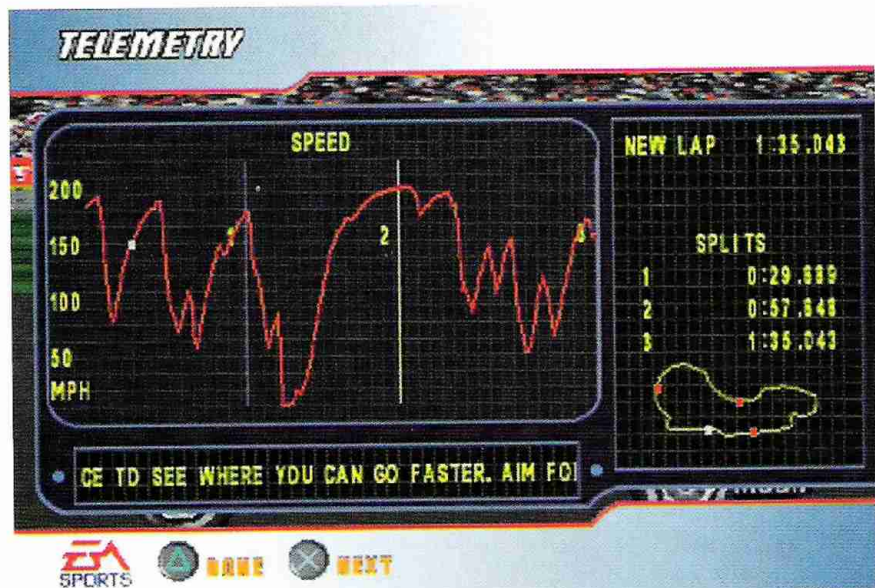 TELEMETRY
SPEED
200
150
100
50
MPH
1
2
3
NEW LAP 1:35.043
SPLITS
1 0:29.889
2 0:57.848
3 1:35.043
CE TO SEE WHERE YOU CAN GO FASTER. AIM FO
EA
SPORTS
NEXT